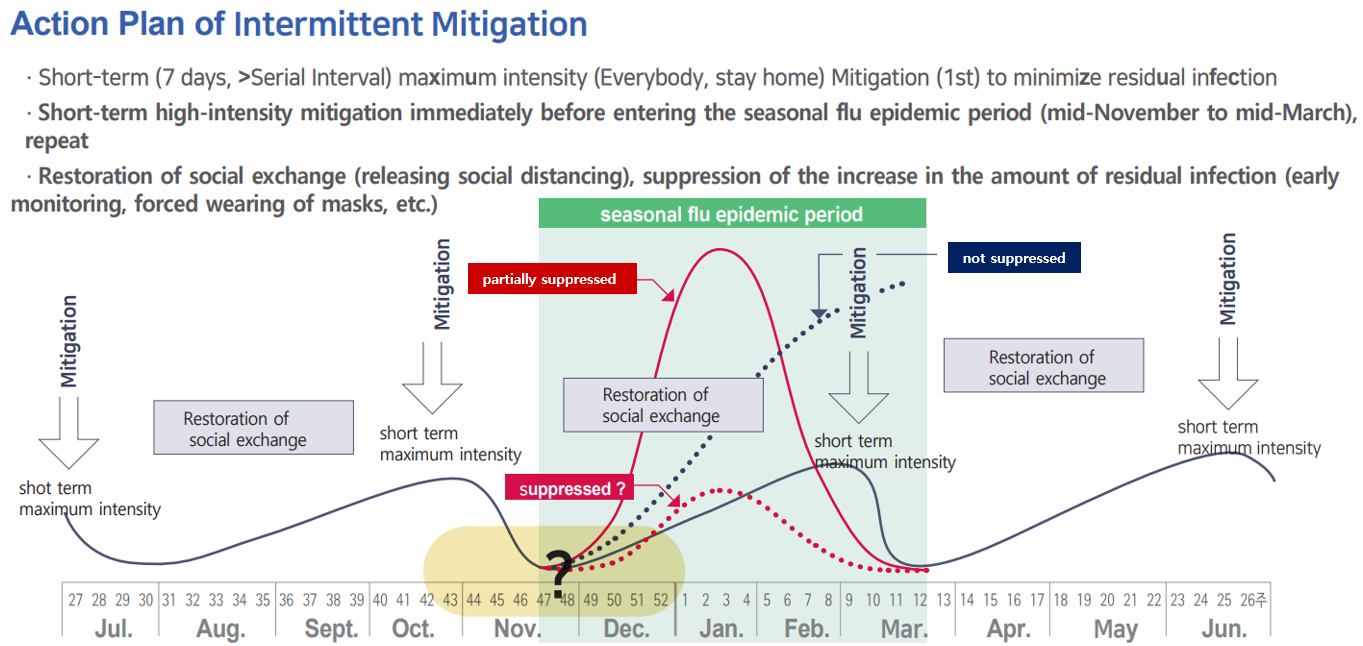 Action Plan of Intermittent Mitigation
· Short-term (7 days, >Serial Interval) maximum intensity (Everybody, stay home) Mitigation (1st) to minimize residual infection
· Short-term high-intensity mitigation immediately before entering the seasonal flu epidemic period (mid-November to mid-March),
repeat
· Restoration of social exchange (releasing social distancing), suppression of the increase in the amount of residual infection (early
monitoring, forced wearing of masks, etc.)
seasonal flu epidemic period
partially suppressed
not suppressed
Mitigation
Mitigation
Mitigation
Mitigation
Restoration of
social exchange
Restoration of
social exchange
Restoration of
social exchange
shot term
maximum intensity
short term
maximum intensity
short term
maximum intensity
short term
maximum intensity
suppressed ?
?
27 28 29 30 31 32 33 34 35 36 37 38 39 40 41 42 43 44 45 46 47 48 49 50 51 52 1 2 3 4 5 6 7 8 9 10 11 12 13 14 15 16 17 18 19 20 21 22 23 24 25 26주
Jul. Aug. Sept. Oct. Nov. Dec. Jan. Feb. Mar. Apr. May Jun.